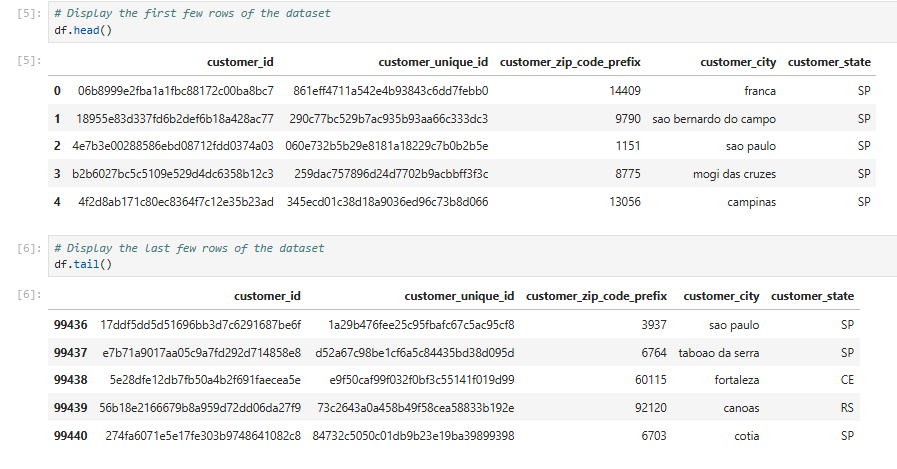 [5]: # Display the first few rows of the dataset
df.head()
[5]: customer_id customer_unique_id customer_zip_code_prefix customer_city customer_state
0 06b8999e2fba1a1fbc88172c00ba8bc7 861eff4711a542e4b93843c6dd7febb0 14409 franca SP
1 18955e83d337fd6b2def6b18a428ac77 290c77bc529b7ac935b93aa66c333dc3 9790 sao bernardo do campo SP
2 4e7b3e00288586ebd08712fdd0374a03 060e732b5b29e8181a18229c7b0b2b5e 1151 sao paulo SP
3 b2b6027bc5c5109e529d4dc6358b12c3 259dac757896d24d7702b9acbbff3f3c 8775 mogi das cruzes SP
4 4f2d8ab171c80ec8364f7c12e35b23ad 345ecd01c38d18a9036ed96c73b8d066 13056 campinas SP
[6]: # Display the last few rows of the dataset
df.tail()
[6]: customer_id customer_unique_id customer_zip_code_prefix customer_city customer_state
99436 17ddf5dd5d51696bb3d7c6291687be6f 1a29b476fee25c95fbafc67c5ac95cf8 3937 sao paulo SP
99437 e7b71a9017aa05c9a7fd292d714858e8 d52a67c98be1cf6a5c84435bd38d095d 6764 taboao da serra SP
99438 5e28dfe12db7fb50a4b2f691faecea5e e9f50caf99f032f0bf3c55141f019d99 60115 fortaleza CE
99439 56b18e2166679b8a959d72dd06da27f9 73c2643a0a458b49f58cea58833b192e 92120 canoas RS
99440 274fa6071e5e17fe303b9748641082c8 84732c5050c01db9b23e19ba39899398 6703 cotia SP